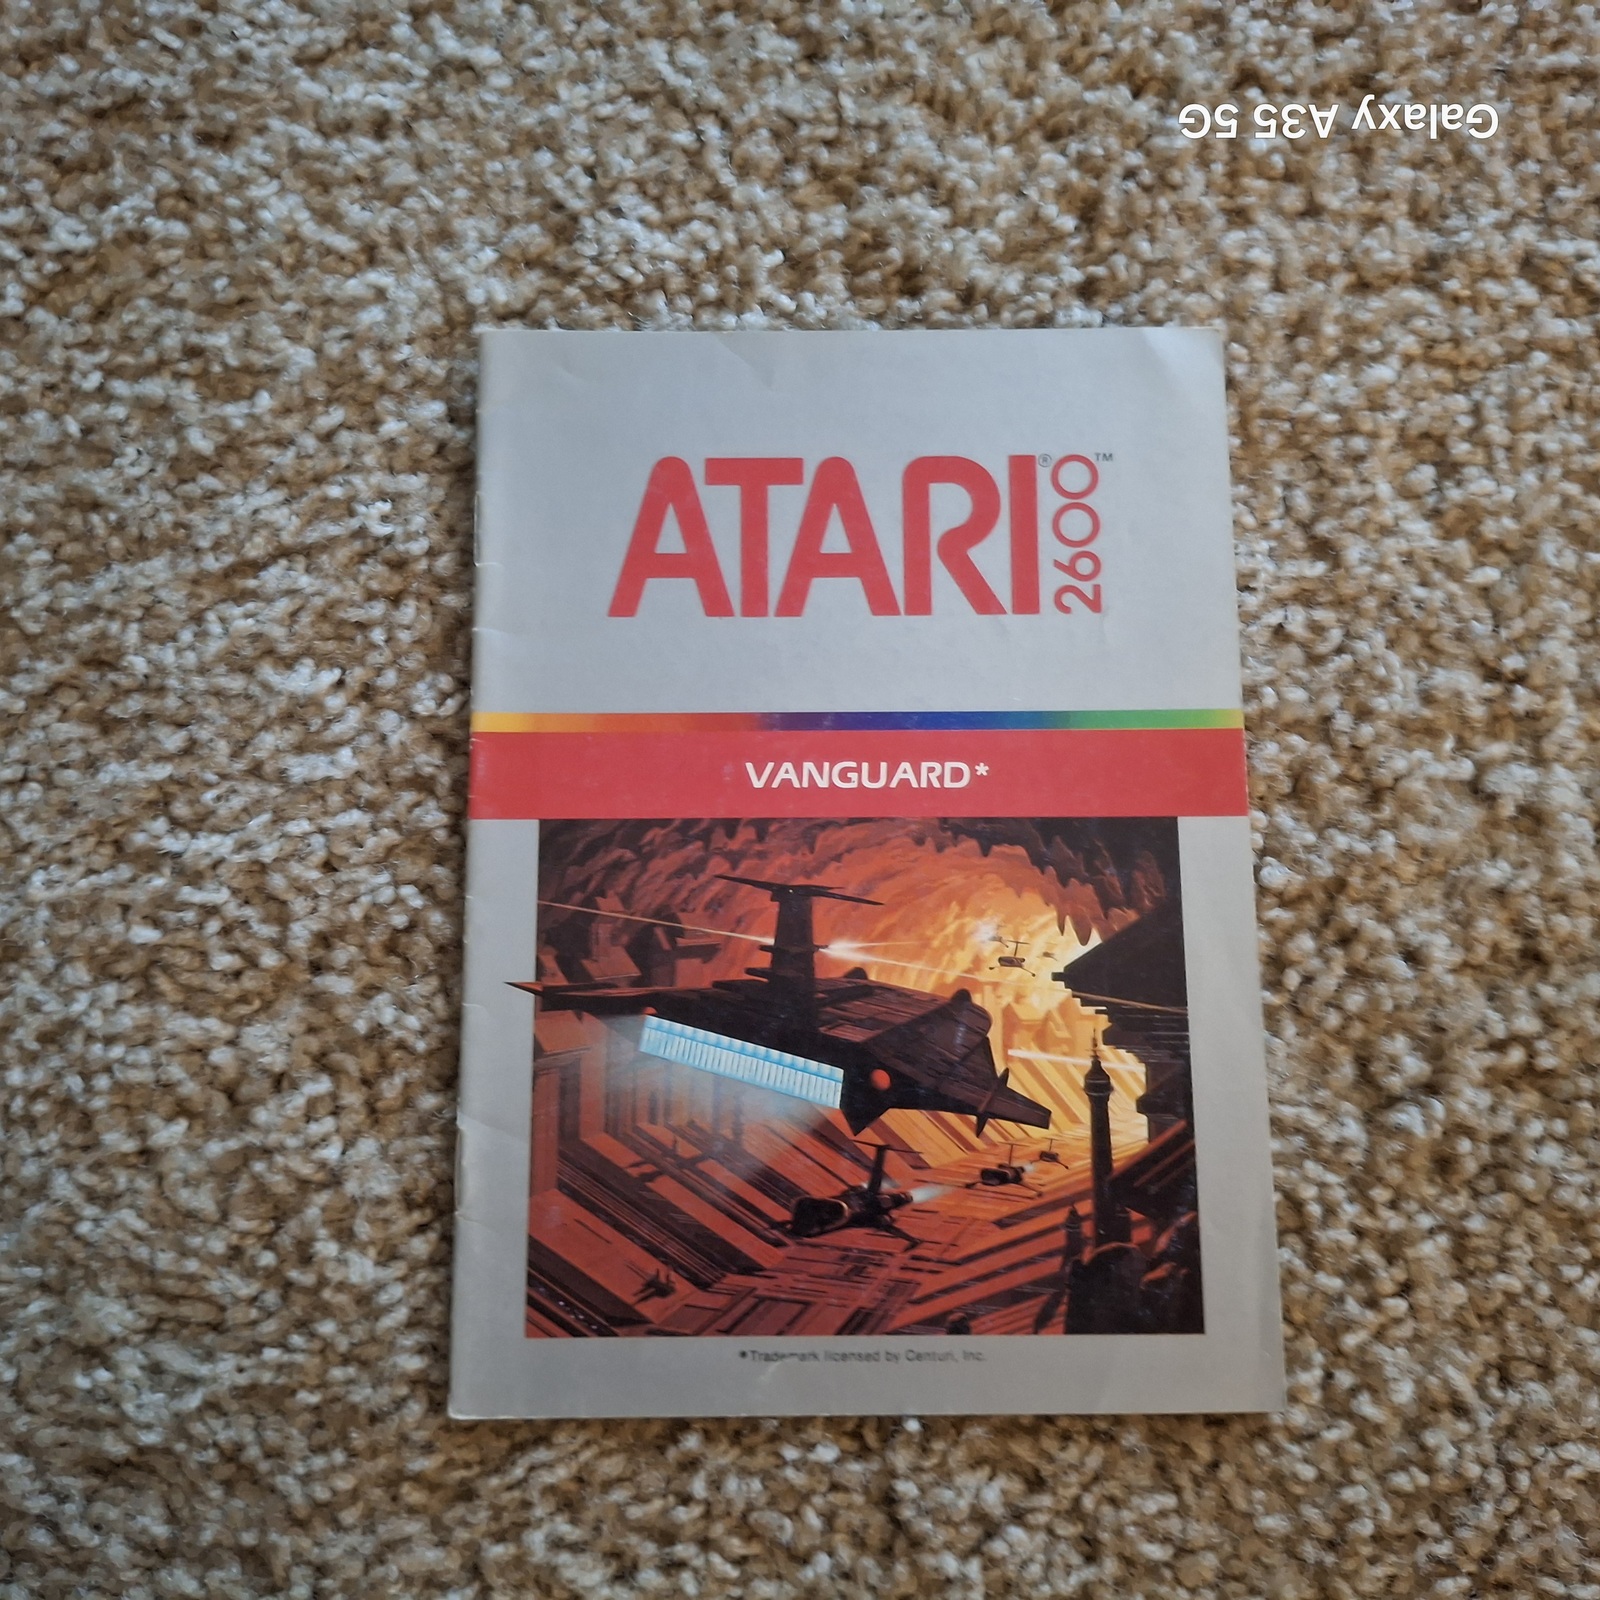 Galaxy A35 5G
ATARI® 2600™
VANGUARD*
*Trademark licensed by Centuri, Inc.